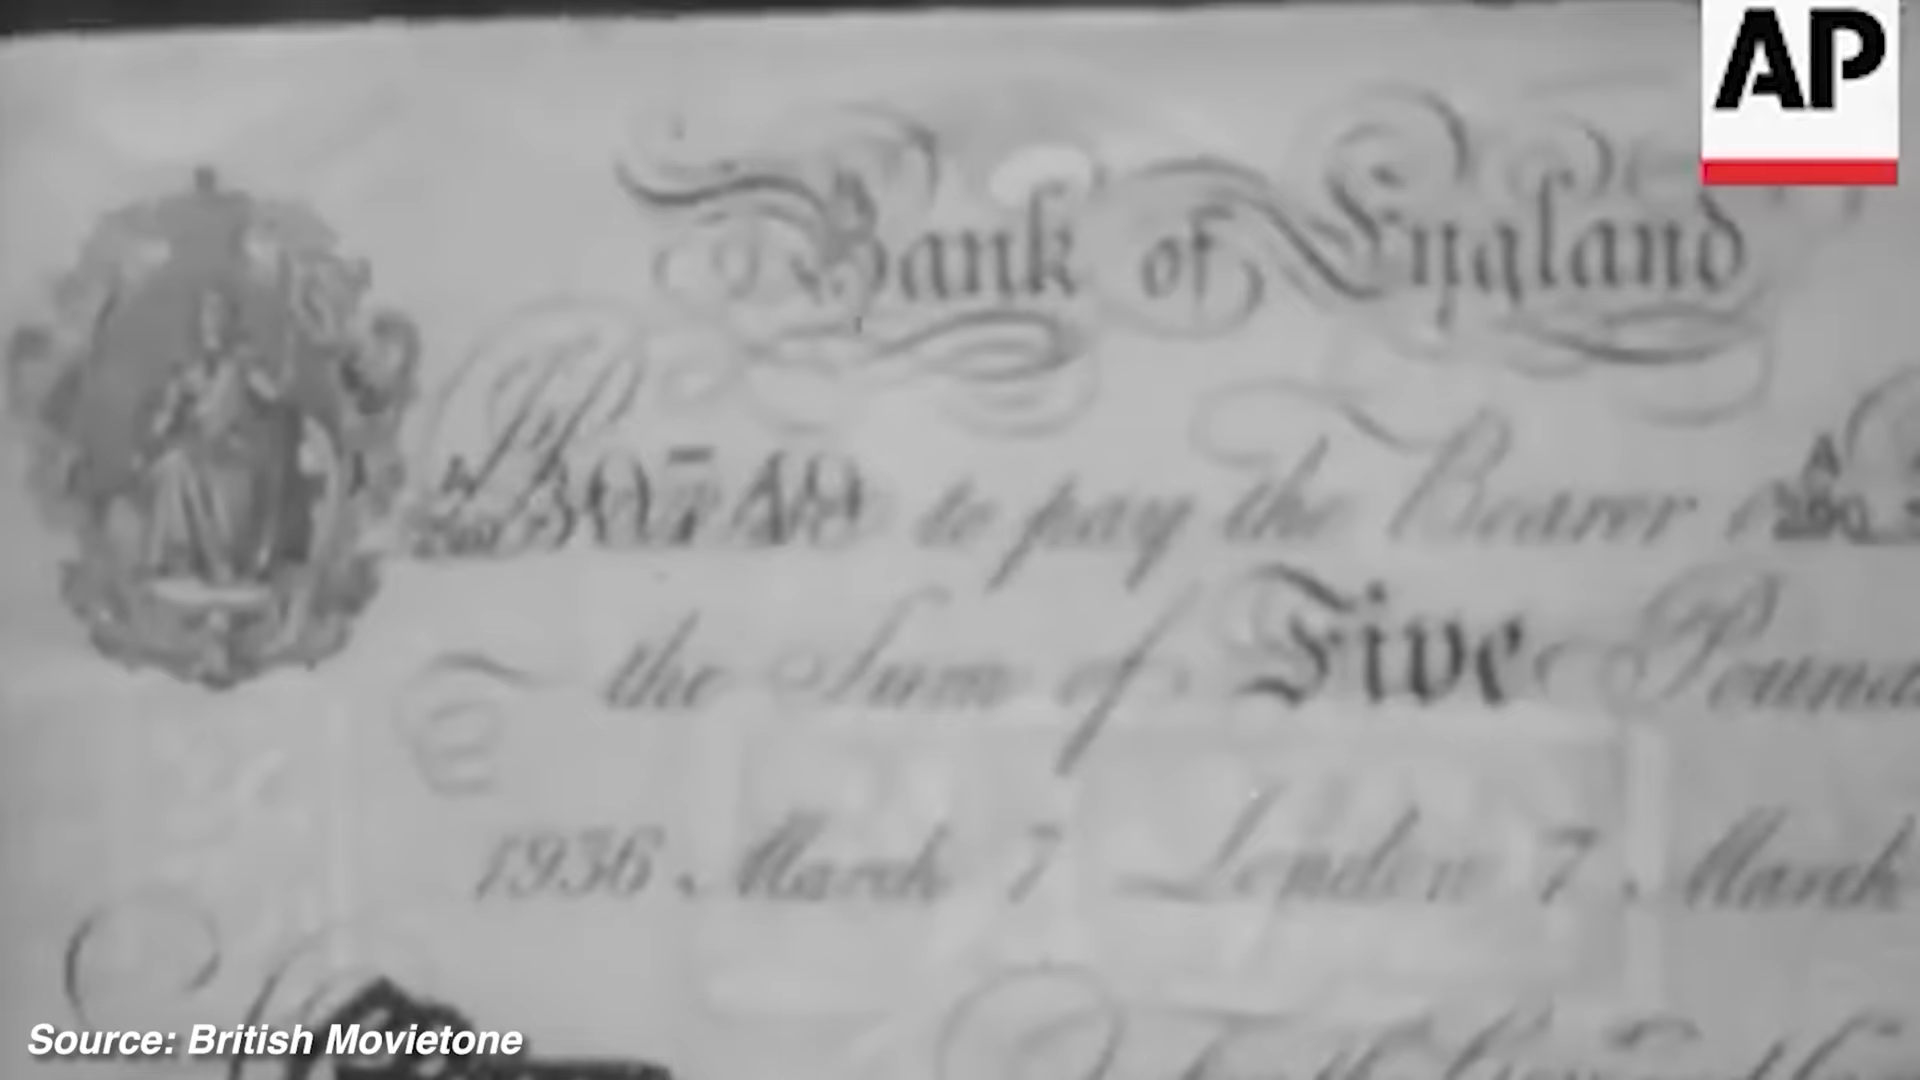 AP
Bank of England
to pay the Bearer
the Sum of Five Pounds
1936 March 7 London 7 March
Source: British Movietone